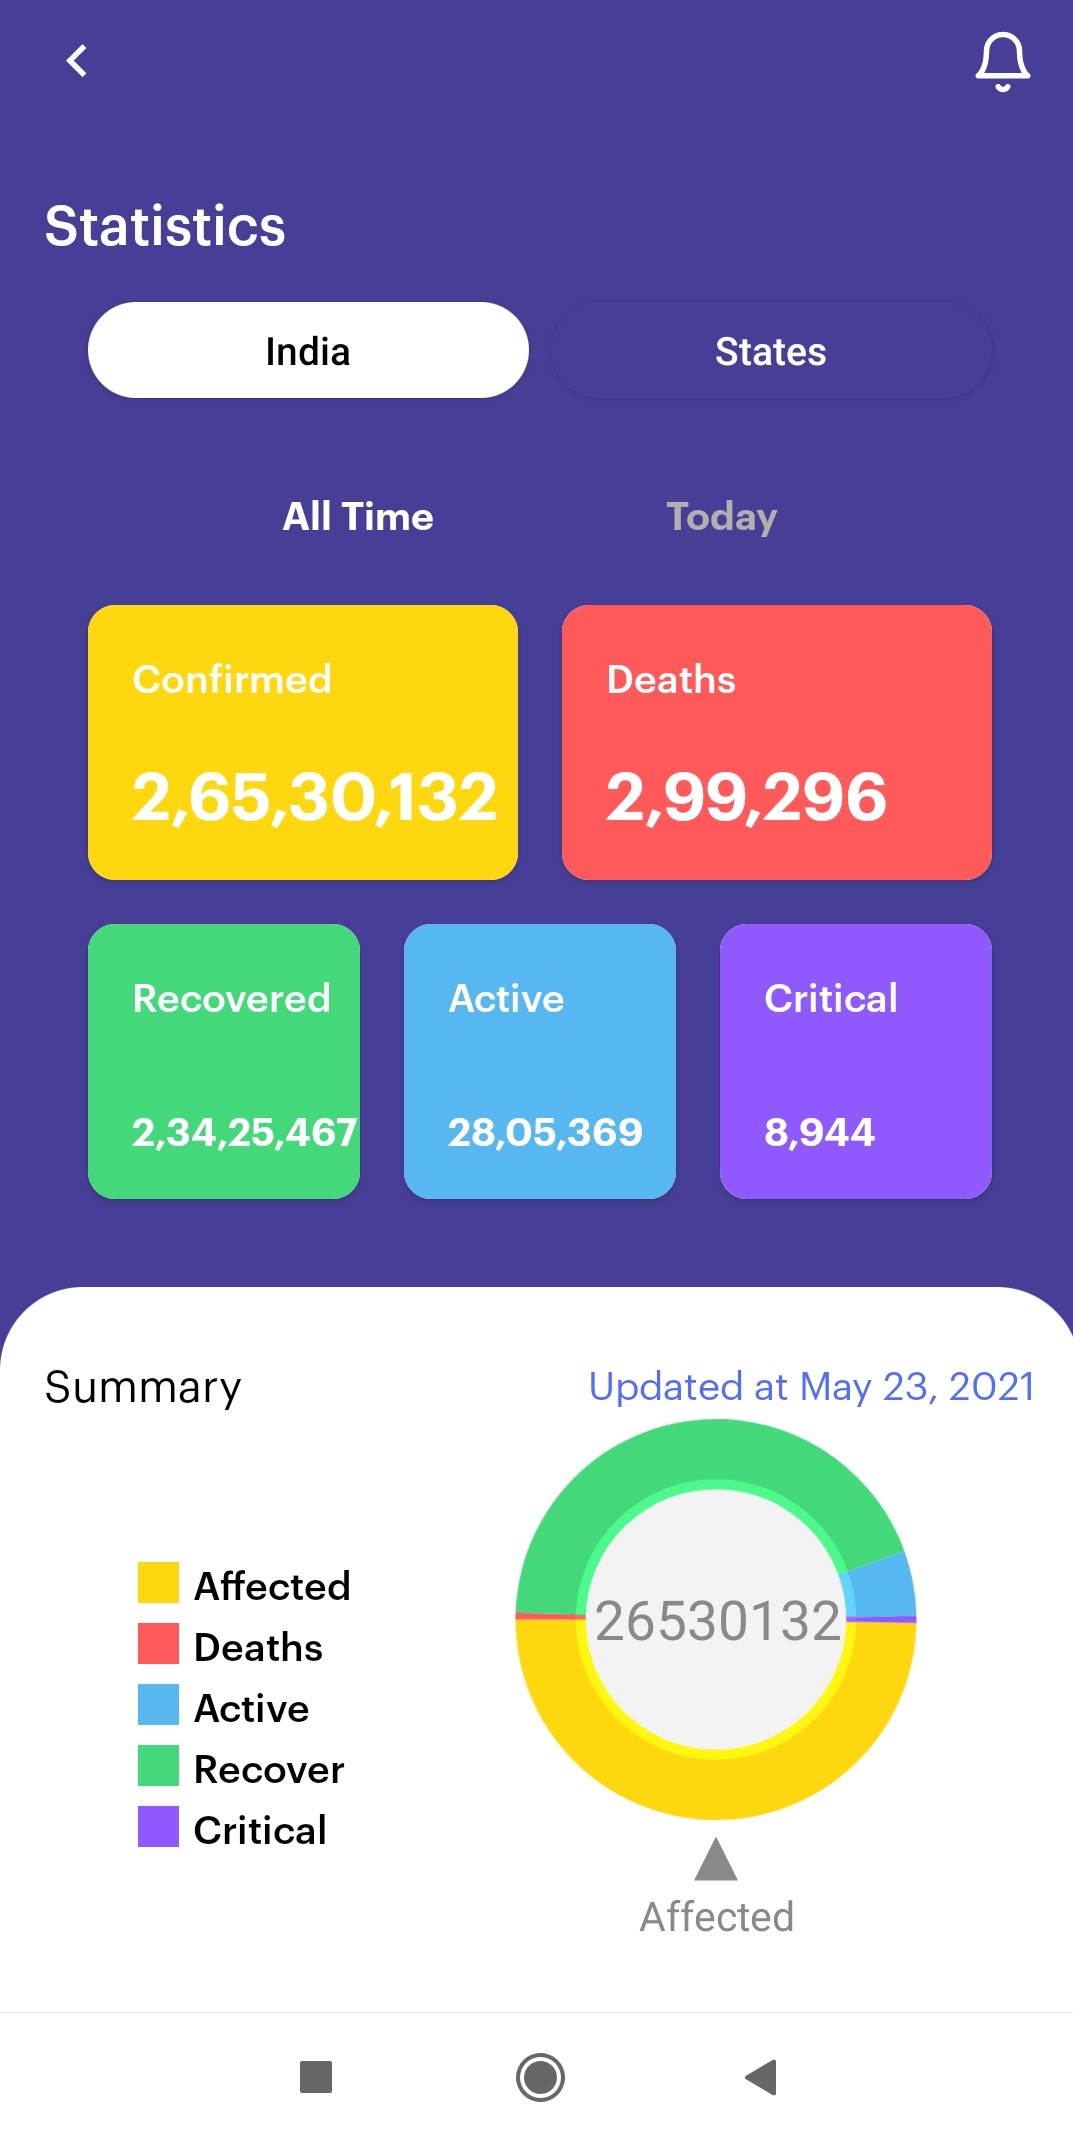 Statistics
India States
All Time Today
Confirmed Deaths
2,65,30,132 2,99,296
Recovered Active Critical
2,34,25,467 28,05,369 8,944
Summary Updated at May 23, 2021
Affected
Deaths
Active
Recover
Critical
26530132
Affected